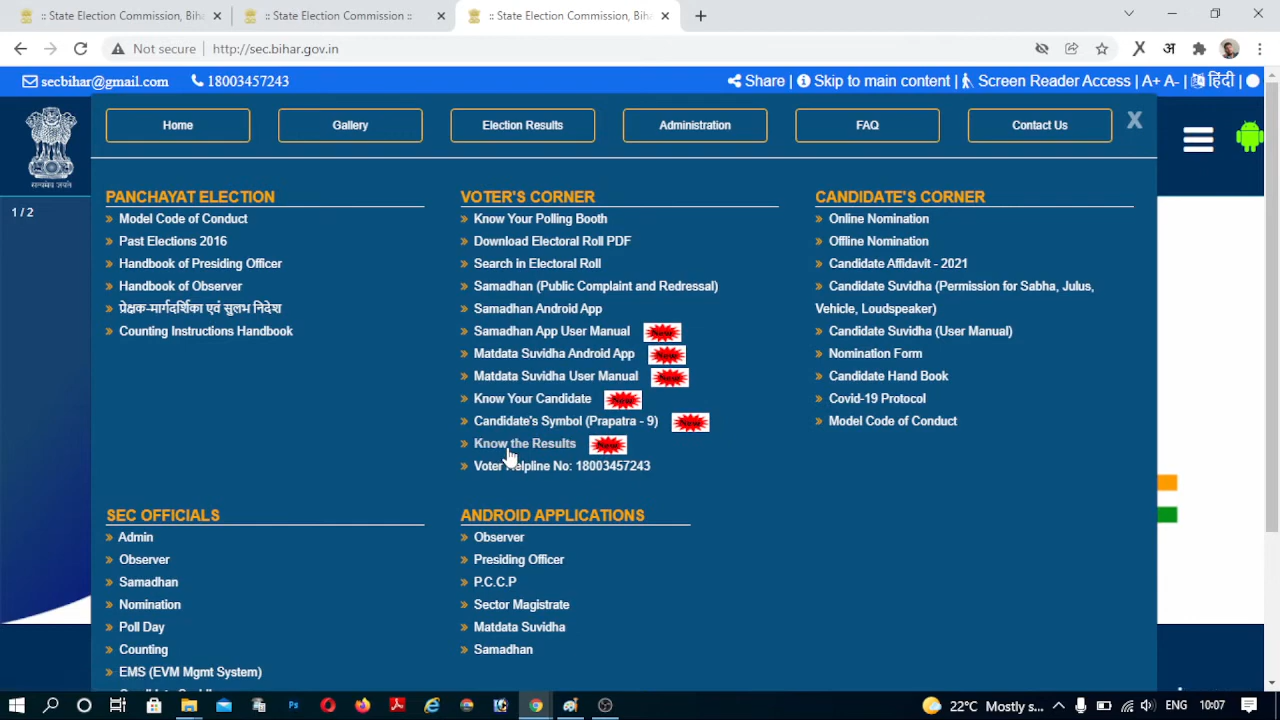 :: State Election Commission ::
:: State Election Commission ::
:: State Election Commission, Bih
Not secure | http://sec.bihar.gov.in
secbihar@gmail.com 18003457243 Share | Skip to main content | Screen Reader Access | A+ A- | हिंदी |
Home Gallery Election Results Administration FAQ Contact Us X
सत्यमेव जयते
1 / 2
PANCHAYAT ELECTION
Model Code of Conduct
Past Elections 2016
Handbook of Presiding Officer
Handbook of Observer
प्रेक्षक-मार्गदर्शिका एवं सुलभ निदेश
Counting Instructions Handbook
VOTER'S CORNER
Know Your Polling Booth
Download Electoral Roll PDF
Search in Electoral Roll
Samadhan (Public Complaint and Redressal)
Samadhan Android App
Samadhan App User Manual New
Matdata Suvidha Android App New
Matdata Suvidha User Manual New
Know Your Candidate New
Candidate's Symbol (Prapatra - 9) New
Know the Results New
Voter Helpline No: 18003457243
CANDIDATE'S CORNER
Online Nomination
Offline Nomination
Candidate Affidavit - 2021
Candidate Suvidha (Permission for Sabha, Julus,
Vehicle, Loudspeaker)
Candidate Suvidha (User Manual)
Nomination Form
Candidate Hand Book
Covid-19 Protocol
Model Code of Conduct
SEC OFFICIALS
Admin
Observer
Samadhan
Nomination
Poll Day
Counting
EMS (EVM Mgmt System)
ANDROID APPLICATIONS
Observer
Presiding Officer
P.C.C.P
Sector Magistrate
Matdata Suvidha
Samadhan
22°C Mostly s... ENG 10:07